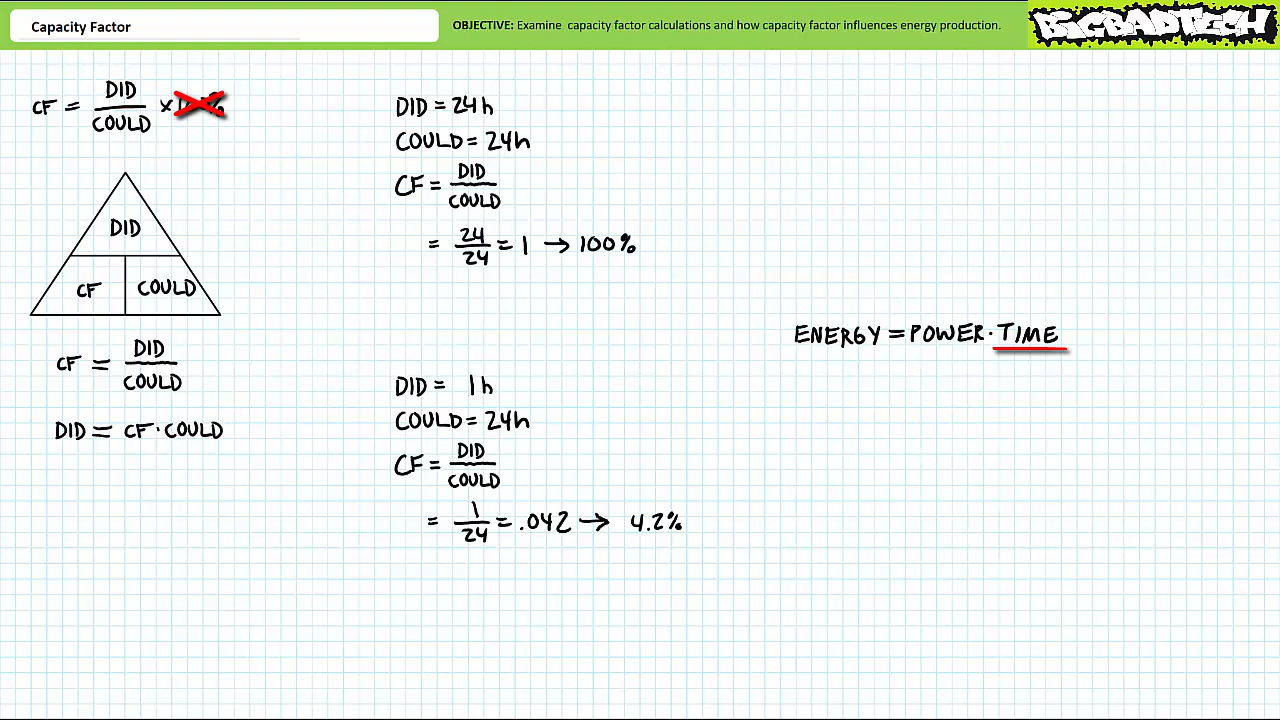 Capacity Factor
OBJECTIVE: Examine capacity factor calculations and how capacity factor influences energy production.
BIGBADTECH
CF = DID / COULD ×
DID
CF COULD
CF = DID / COULD
DID = CF · COULD
DID = 24h
COULD = 24h
CF = DID / COULD
= 24 / 24 = 1 → 100%
DID = 1h
COULD = 24h
CF = DID / COULD
= 1 / 24 = .042 → 4.2%
ENERGY = POWER · TIME